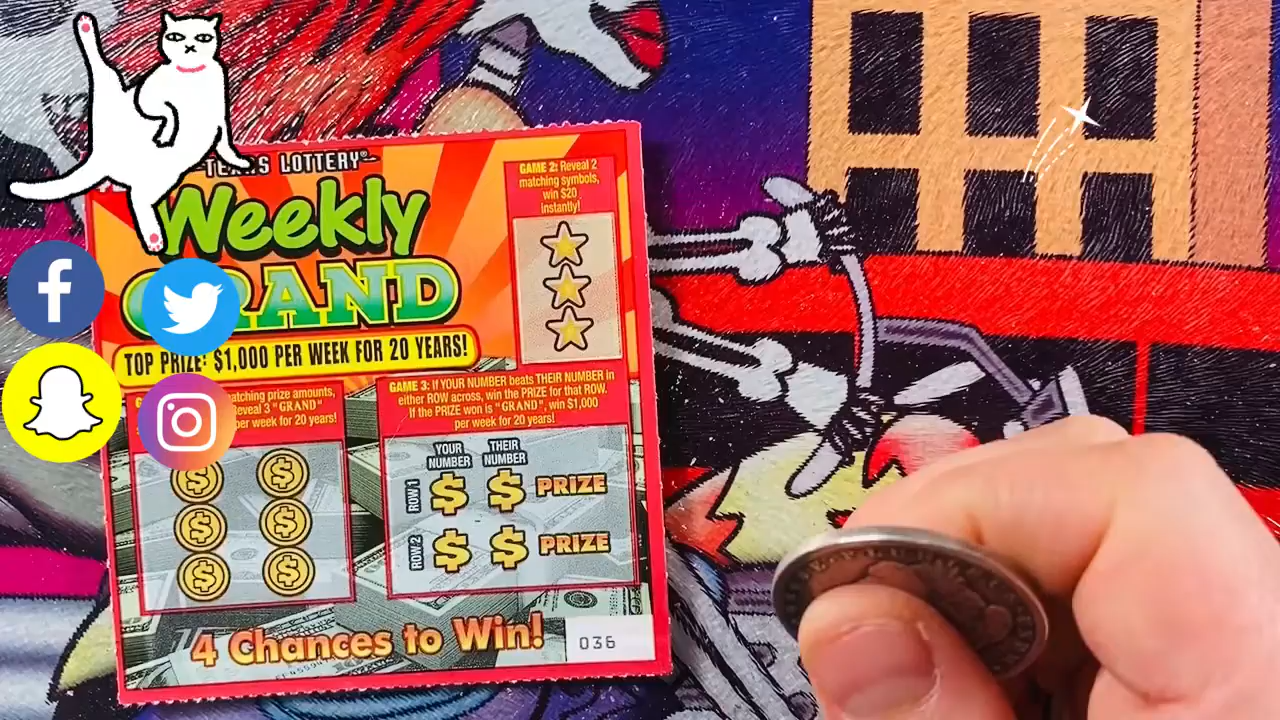 TEXAS LOTTERY®
Weekly
GRAND
TOP PRIZE: $1,000 PER WEEK FOR 20 YEARS!
GAME 2: Reveal 2
matching symbols,
win $20
instantly!
matching prize amounts,
Reveal 3 "GRAND"
per week for 20 years!
GAME 3: If YOUR NUMBER beats THEIR NUMBER in
either ROW across, win the PRIZE for that ROW.
If the PRIZE won is "GRAND", win $1,000
per week for 20 years!
YOUR NUMBER
THEIR NUMBER
ROW 1
$ $ PRIZE
ROW 2
$ $ PRIZE
$ $
$ $
$ $
4 Chances to Win!
036